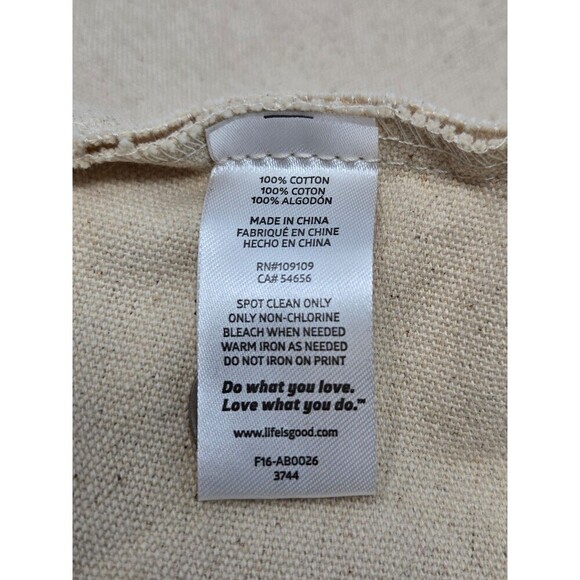 100% COTTON
100% COTON
100% ALGODÓN
MADE IN CHINA
FABRIQUÉ EN CHINE
HECHO EN CHINA
RN#109109
CA# 54656
SPOT CLEAN ONLY
ONLY NON-CHLORINE
BLEACH WHEN NEEDED
WARM IRON AS NEEDED
DO NOT IRON ON PRINT
Do what you love.
Love what you do.™
www.lifeisgood.com
F16-AB0026
3744